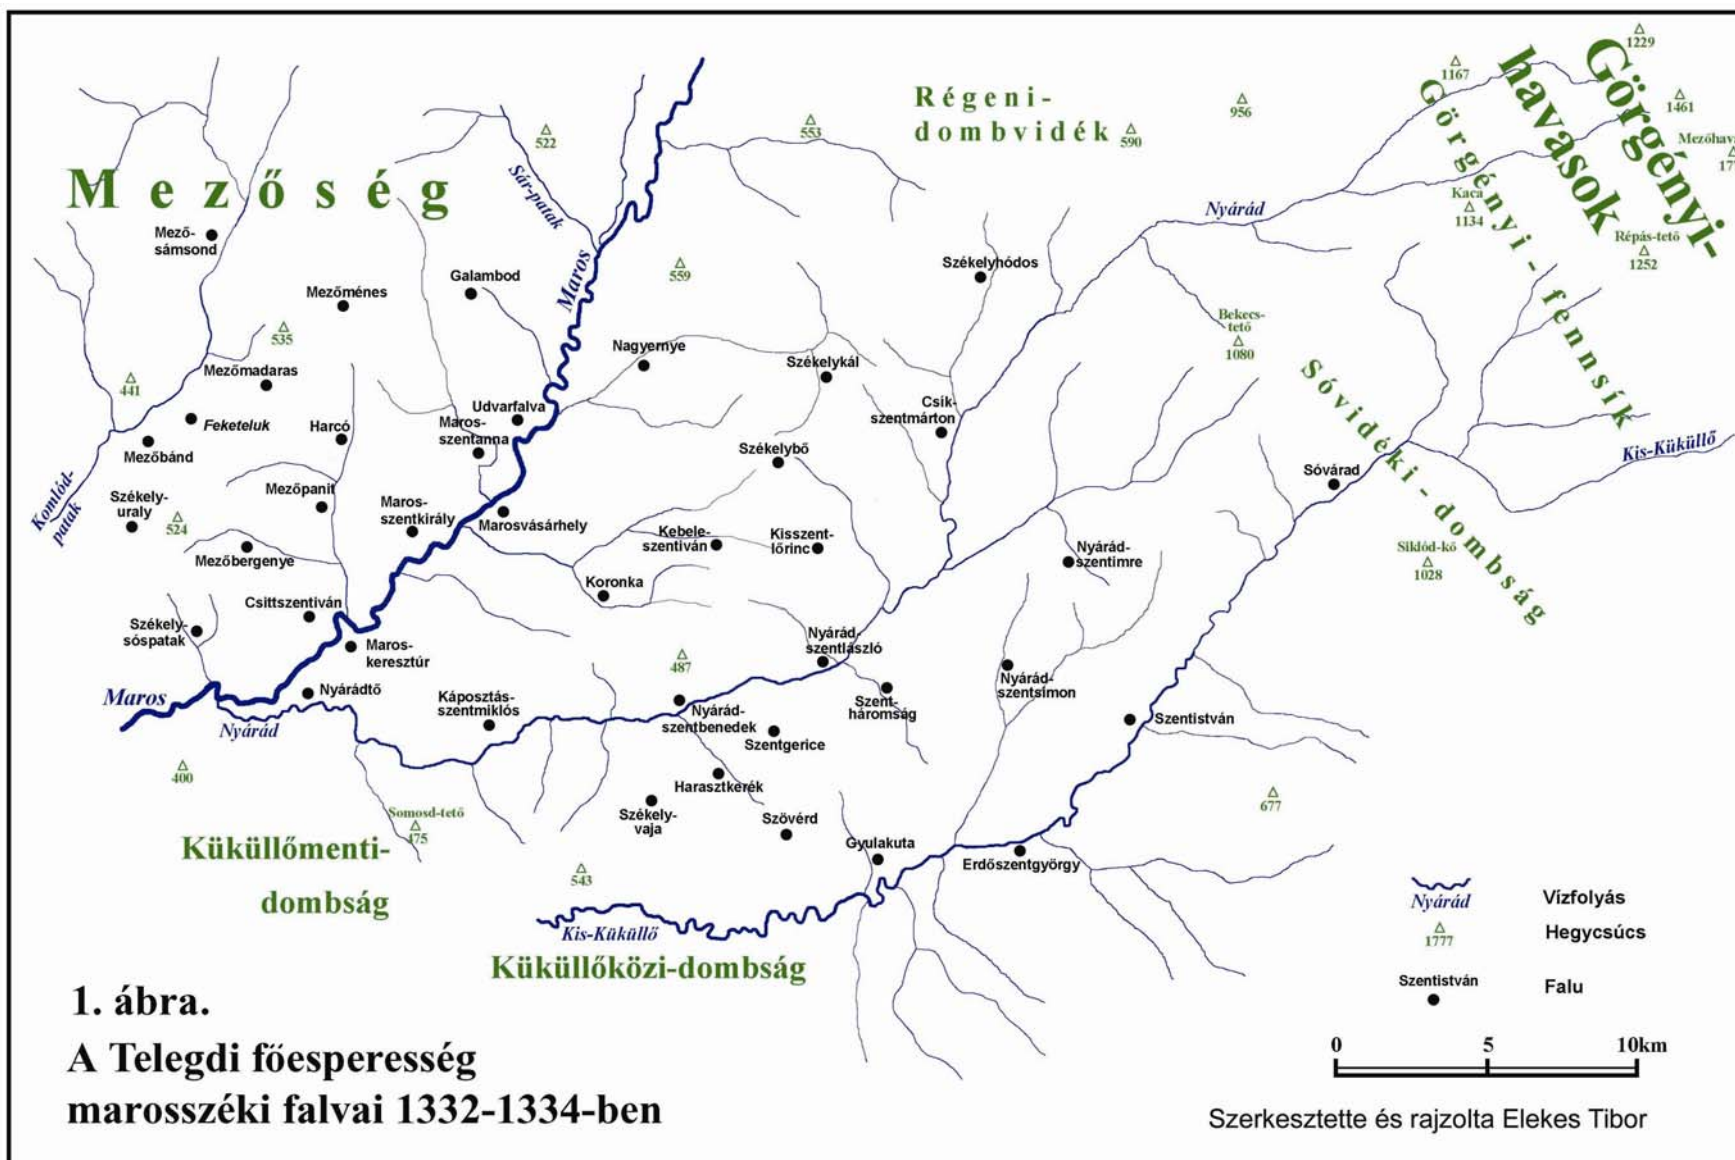 Görgényi-
havasok
Görgényi-fennsík
Régeni-
dombvidék
Mezőség
Sóvidéki-dombság
Küküllőmenti-
dombság
Küküllőközi-dombság
1229
1167
1461
956
553
590
522
Kaca
1134
Répás-tető
1252
559
Bekecs-
tető
1080
535
441
524
Siklód-kő
1028
487
400
Somosd-tető
475
677
543
Sár-patak
Maros
Nyárád
Komlód-
patak
Kis-Küküllő
Maros
Nyárád
Kis-Küküllő
Mező-
sámsond
Mezőménes
Galambod
Székelyhódos
Nagyernye
Székelykál
Mezőmadaras
Feketeluk
Harcó
Udvarfalva
Maros-
szentanna
Csík-
szentmárton
Mezőbánd
Székelybő
Sóvárad
Székely-
uraly
Mezőpanit
Maros-
szentkirály
Marosvásárhely
Kebele-
szentiván
Kisszent-
lőrinc
Nyárád-
szentimre
Mezőbergenye
Koronka
Csittszentiván
Székely-
sóspatak
Maros-
keresztúr
Nyárád-
szentlászló
Nyárád-
szentsimon
Nyárádtő
Káposztás-
szentmiklós
Nyárád-
szentbenedek
Szent-
háromság
Szentistván
Szentgerice
Harasztkerék
Székely-
vaja
Szövérd
Gyulakuta
Erdőszentgyörgy
Nyárád
Vízfolyás
1777
Hegycsúcs
Szentistván
Falu
0 5 10km
1. ábra.
A Telegdi főesperesség
marosszéki falvai 1332-1334-ben
Szerkesztette és rajzolta Elekes Tibor